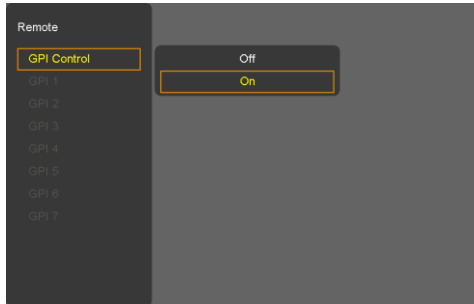 Remote
GPI Control
Off
On
GPI 1
GPI 2
GPI 3
GPI 4
GPI 5
GPI 6
GPI 7